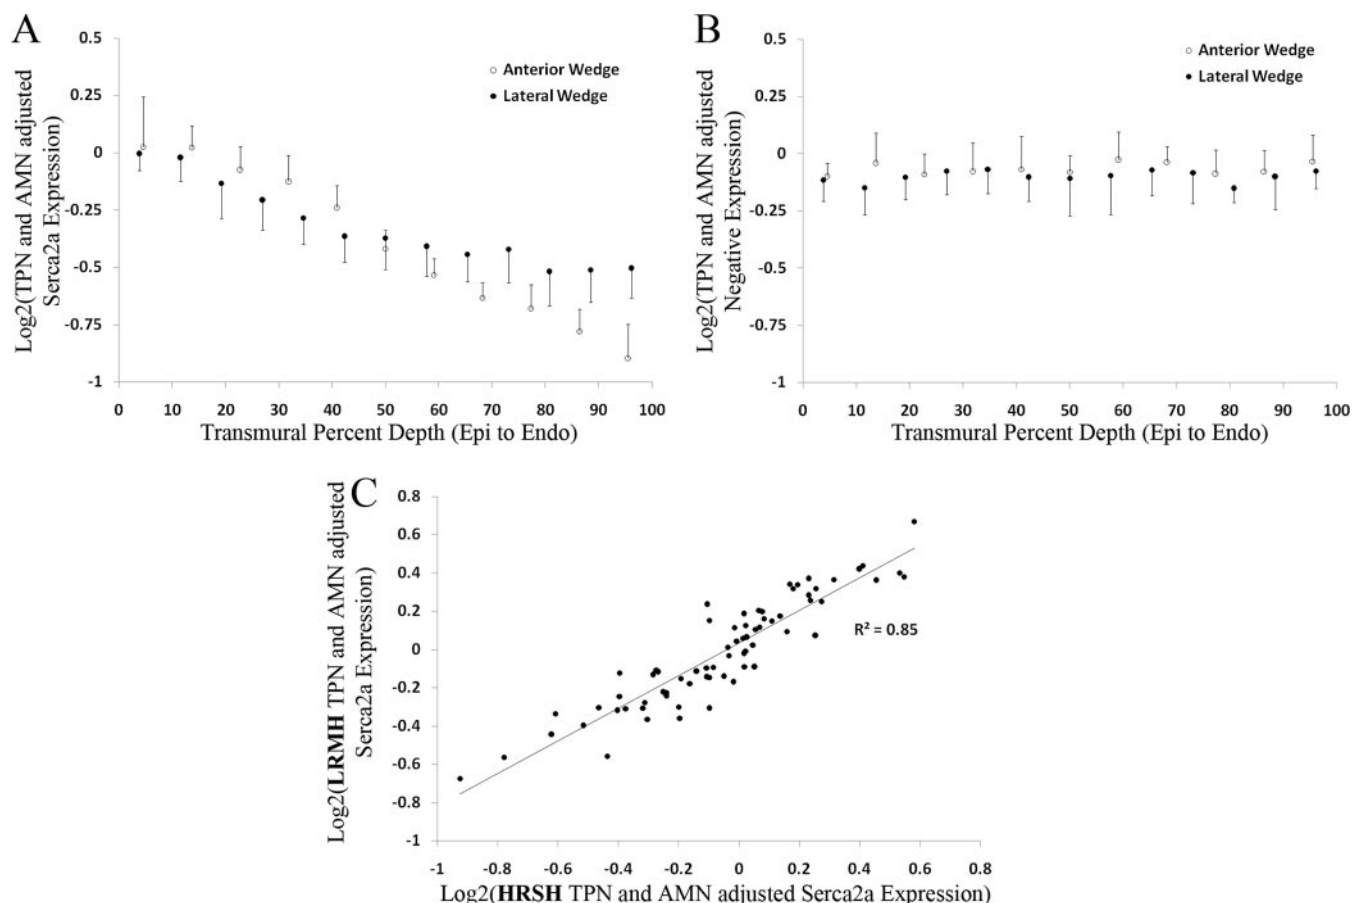 A
Log2(TPN and AMN adjusted
Serca2a Expression)
0.5
0.25
0
-0.25
-0.5
-0.75
-1
Anterior Wedge
Lateral Wedge
0 10 20 30 40 50 60 70 80 90 100
Transmural Percent Depth (Epi to Endo)
B
Log2(TPN and AMN adjusted
Negative Expression)
0.5
0.25
0
-0.25
-0.5
-0.75
-1
Anterior Wedge
Lateral Wedge
0 10 20 30 40 50 60 70 80 90 100
Transmural Percent Depth (Epi to Endo)
C
Log2(LRMH TPN and AMN adjusted
Serca2a Expression)
0.8
0.6
0.4
0.2
0
-0.2
-0.4
-0.6
-0.8
-1
R² = 0.85
-1 -0.8 -0.6 -0.4 -0.2 0 0.2 0.4 0.6 0.8
Log2(HRSH TPN and AMN adjusted Serca2a Expression)